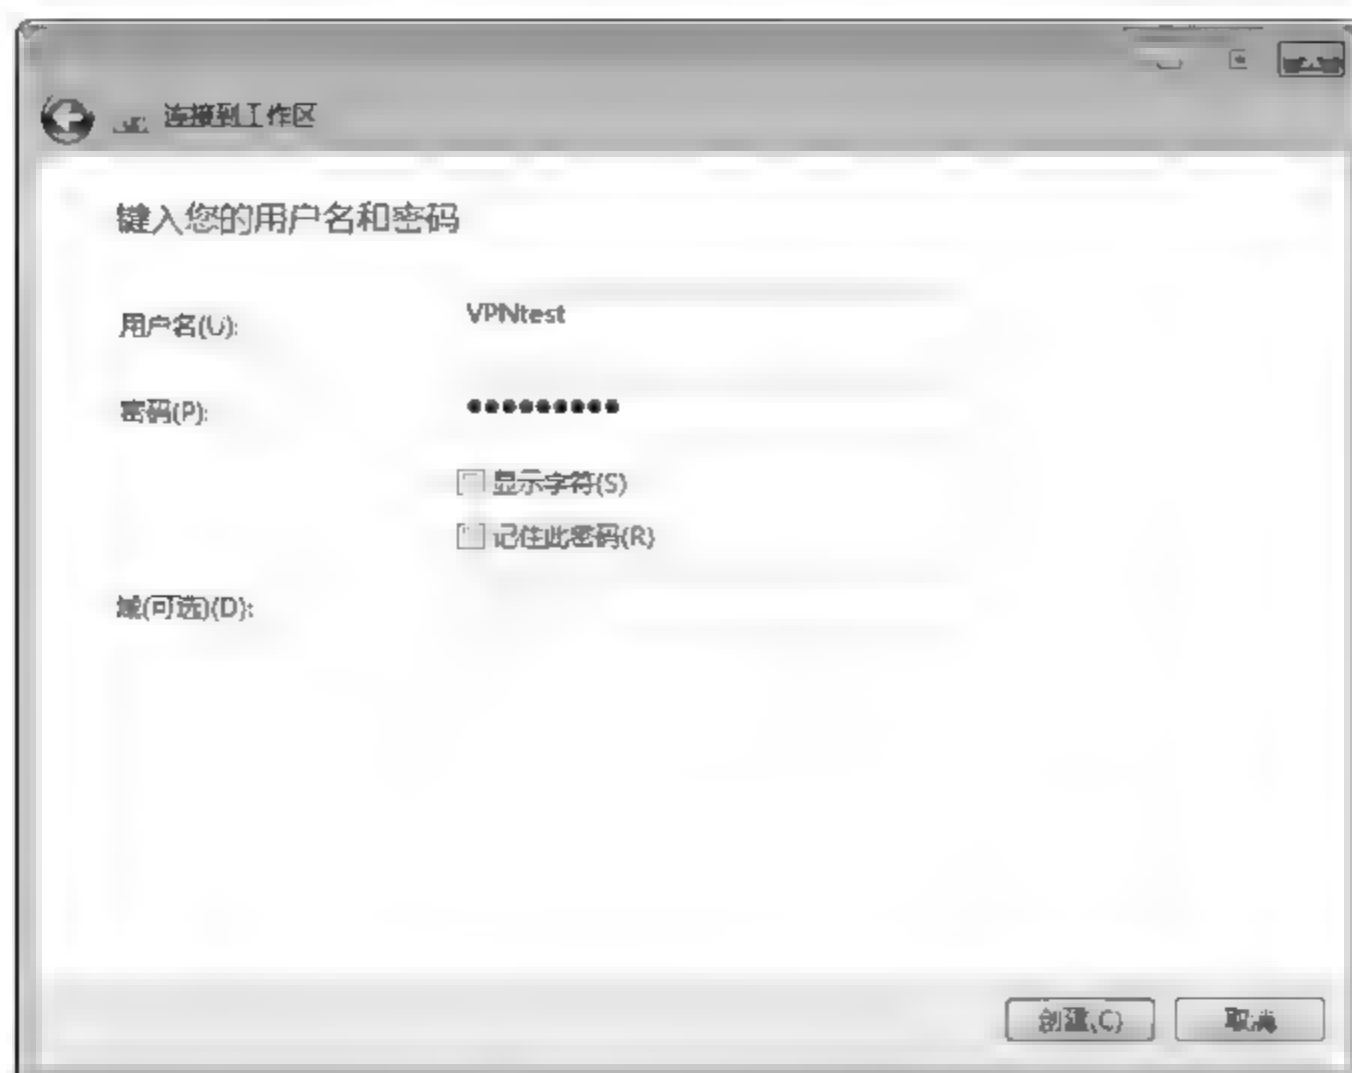 连接到工作区
键入您的用户名和密码
用户名(U):
VPNtest
密码(P):
●●●●●●●●●
显示字符(S)
记住此密码(R)
域(可选)(D):
创建(C)
取消